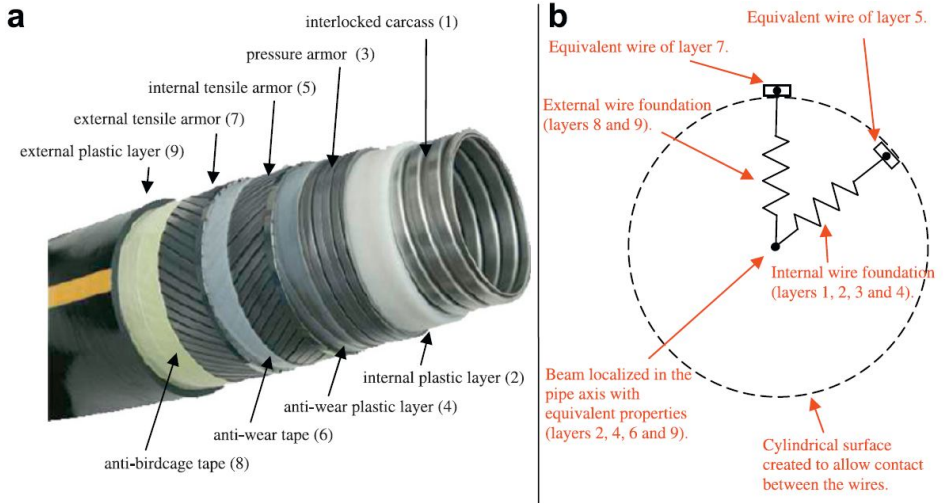 a
interlocked carcass (1)
pressure armor (3)
internal tensile armor (5)
external tensile armor (7)
external plastic layer (9)
internal plastic layer (2)
anti-wear plastic layer (4)
anti-wear tape (6)
anti-birdcage tape (8)
b
Equivalent wire of layer 5.
Equivalent wire of layer 7.
External wire foundation
(layers 8 and 9).
Internal wire foundation
(layers 1, 2, 3 and 4).
Beam localized in the
pipe axis with
equivalent properties
(layers 2, 4, 6 and 9).
Cylindrical surface
created to allow contact
between the wires.